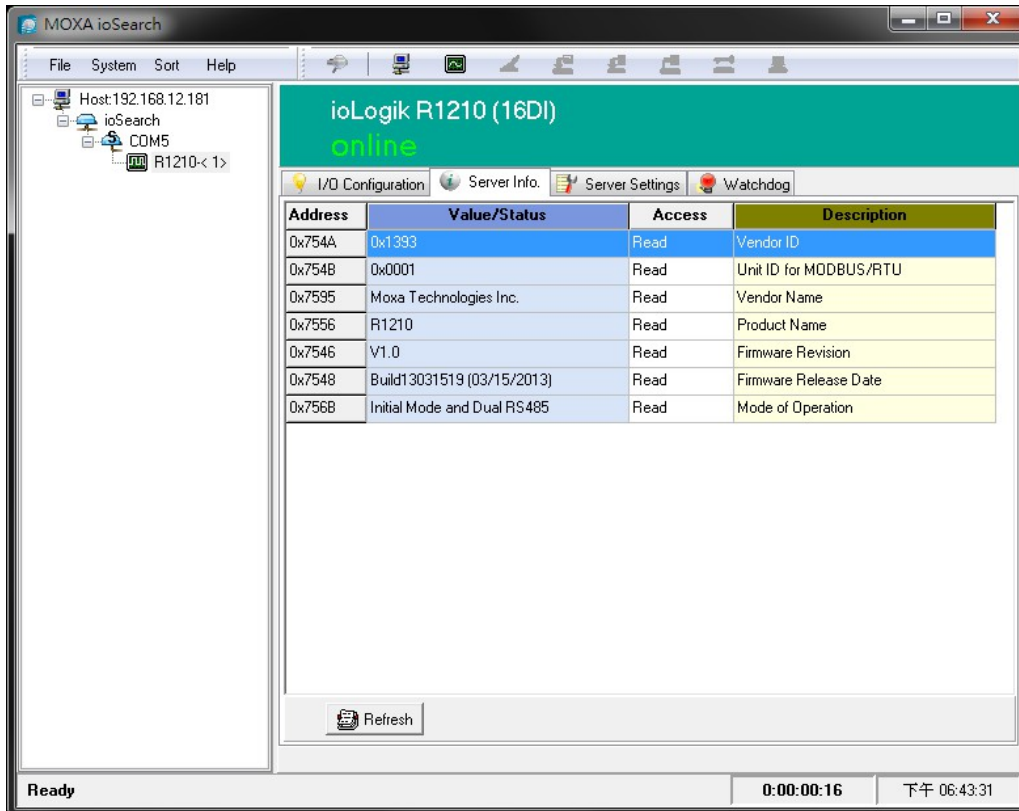 MOXA ioSearch
File System Sort Help
Host:192.168.12.181
ioSearch
COM5
R1210-< 1>
ioLogik R1210 (16DI)
online
I/O Configuration Server Info. Server Settings Watchdog
Address Value/Status Access Description
0x754A 0x1393 Read Vendor ID
0x754B 0x0001 Read Unit ID for MODBUS/RTU
0x7595 Moxa Technologies Inc. Read Vendor Name
0x7556 R1210 Read Product Name
0x7546 V1.0 Read Firmware Revision
0x7548 Build13031519 (03/15/2013) Read Firmware Release Date
0x756B Initial Mode and Dual RS485 Read Mode of Operation
Refresh
Ready 0:00:00:16 下午 06:43:31